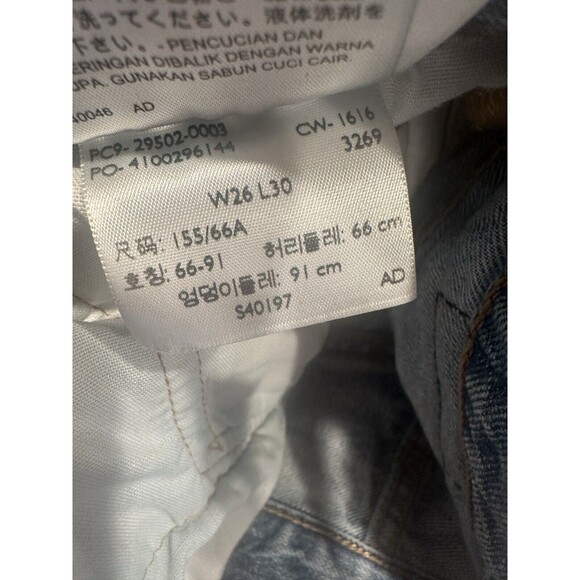 洗ってください。液体洗剤を
下さい。-PENCUCIAN DAN
ERINGAN DIBALIK DENGAN WARNA
UPA. GUNAKAN SABUN CUCI CAIR.
40046 AD
PC9- 29502-0003 CW- 1616
PO- 4100296144 3269
W26 L30
尺码: 155/66A 허리둘레: 66 cm
호칭: 66-91 엉덩이둘레: 91 cm
S40197 AD